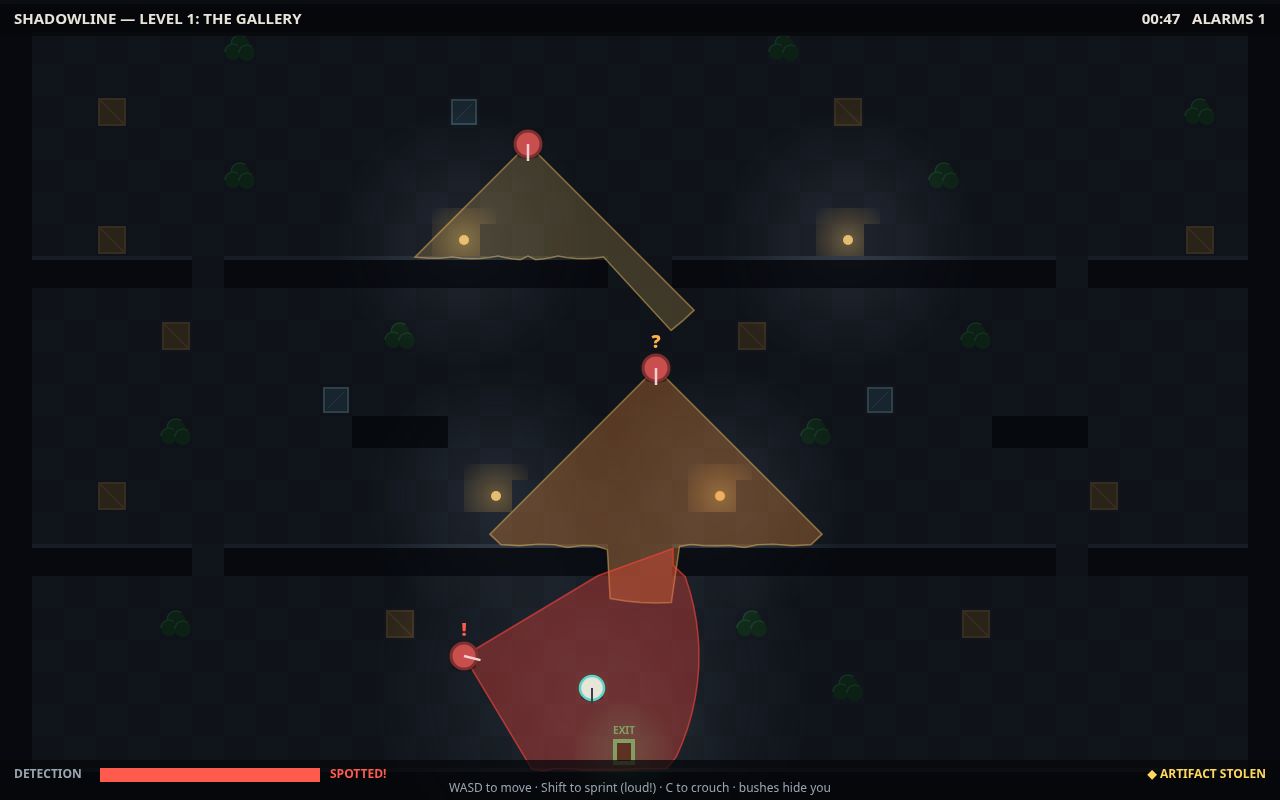 SHADOWLINE — LEVEL 1: THE GALLERY
00:47 ALARMS 1
?
!
EXIT
DETECTION SPOTTED!
◆ ARTIFACT STOLEN
WASD to move · Shift to sprint (loud!) · C to crouch · bushes hide you